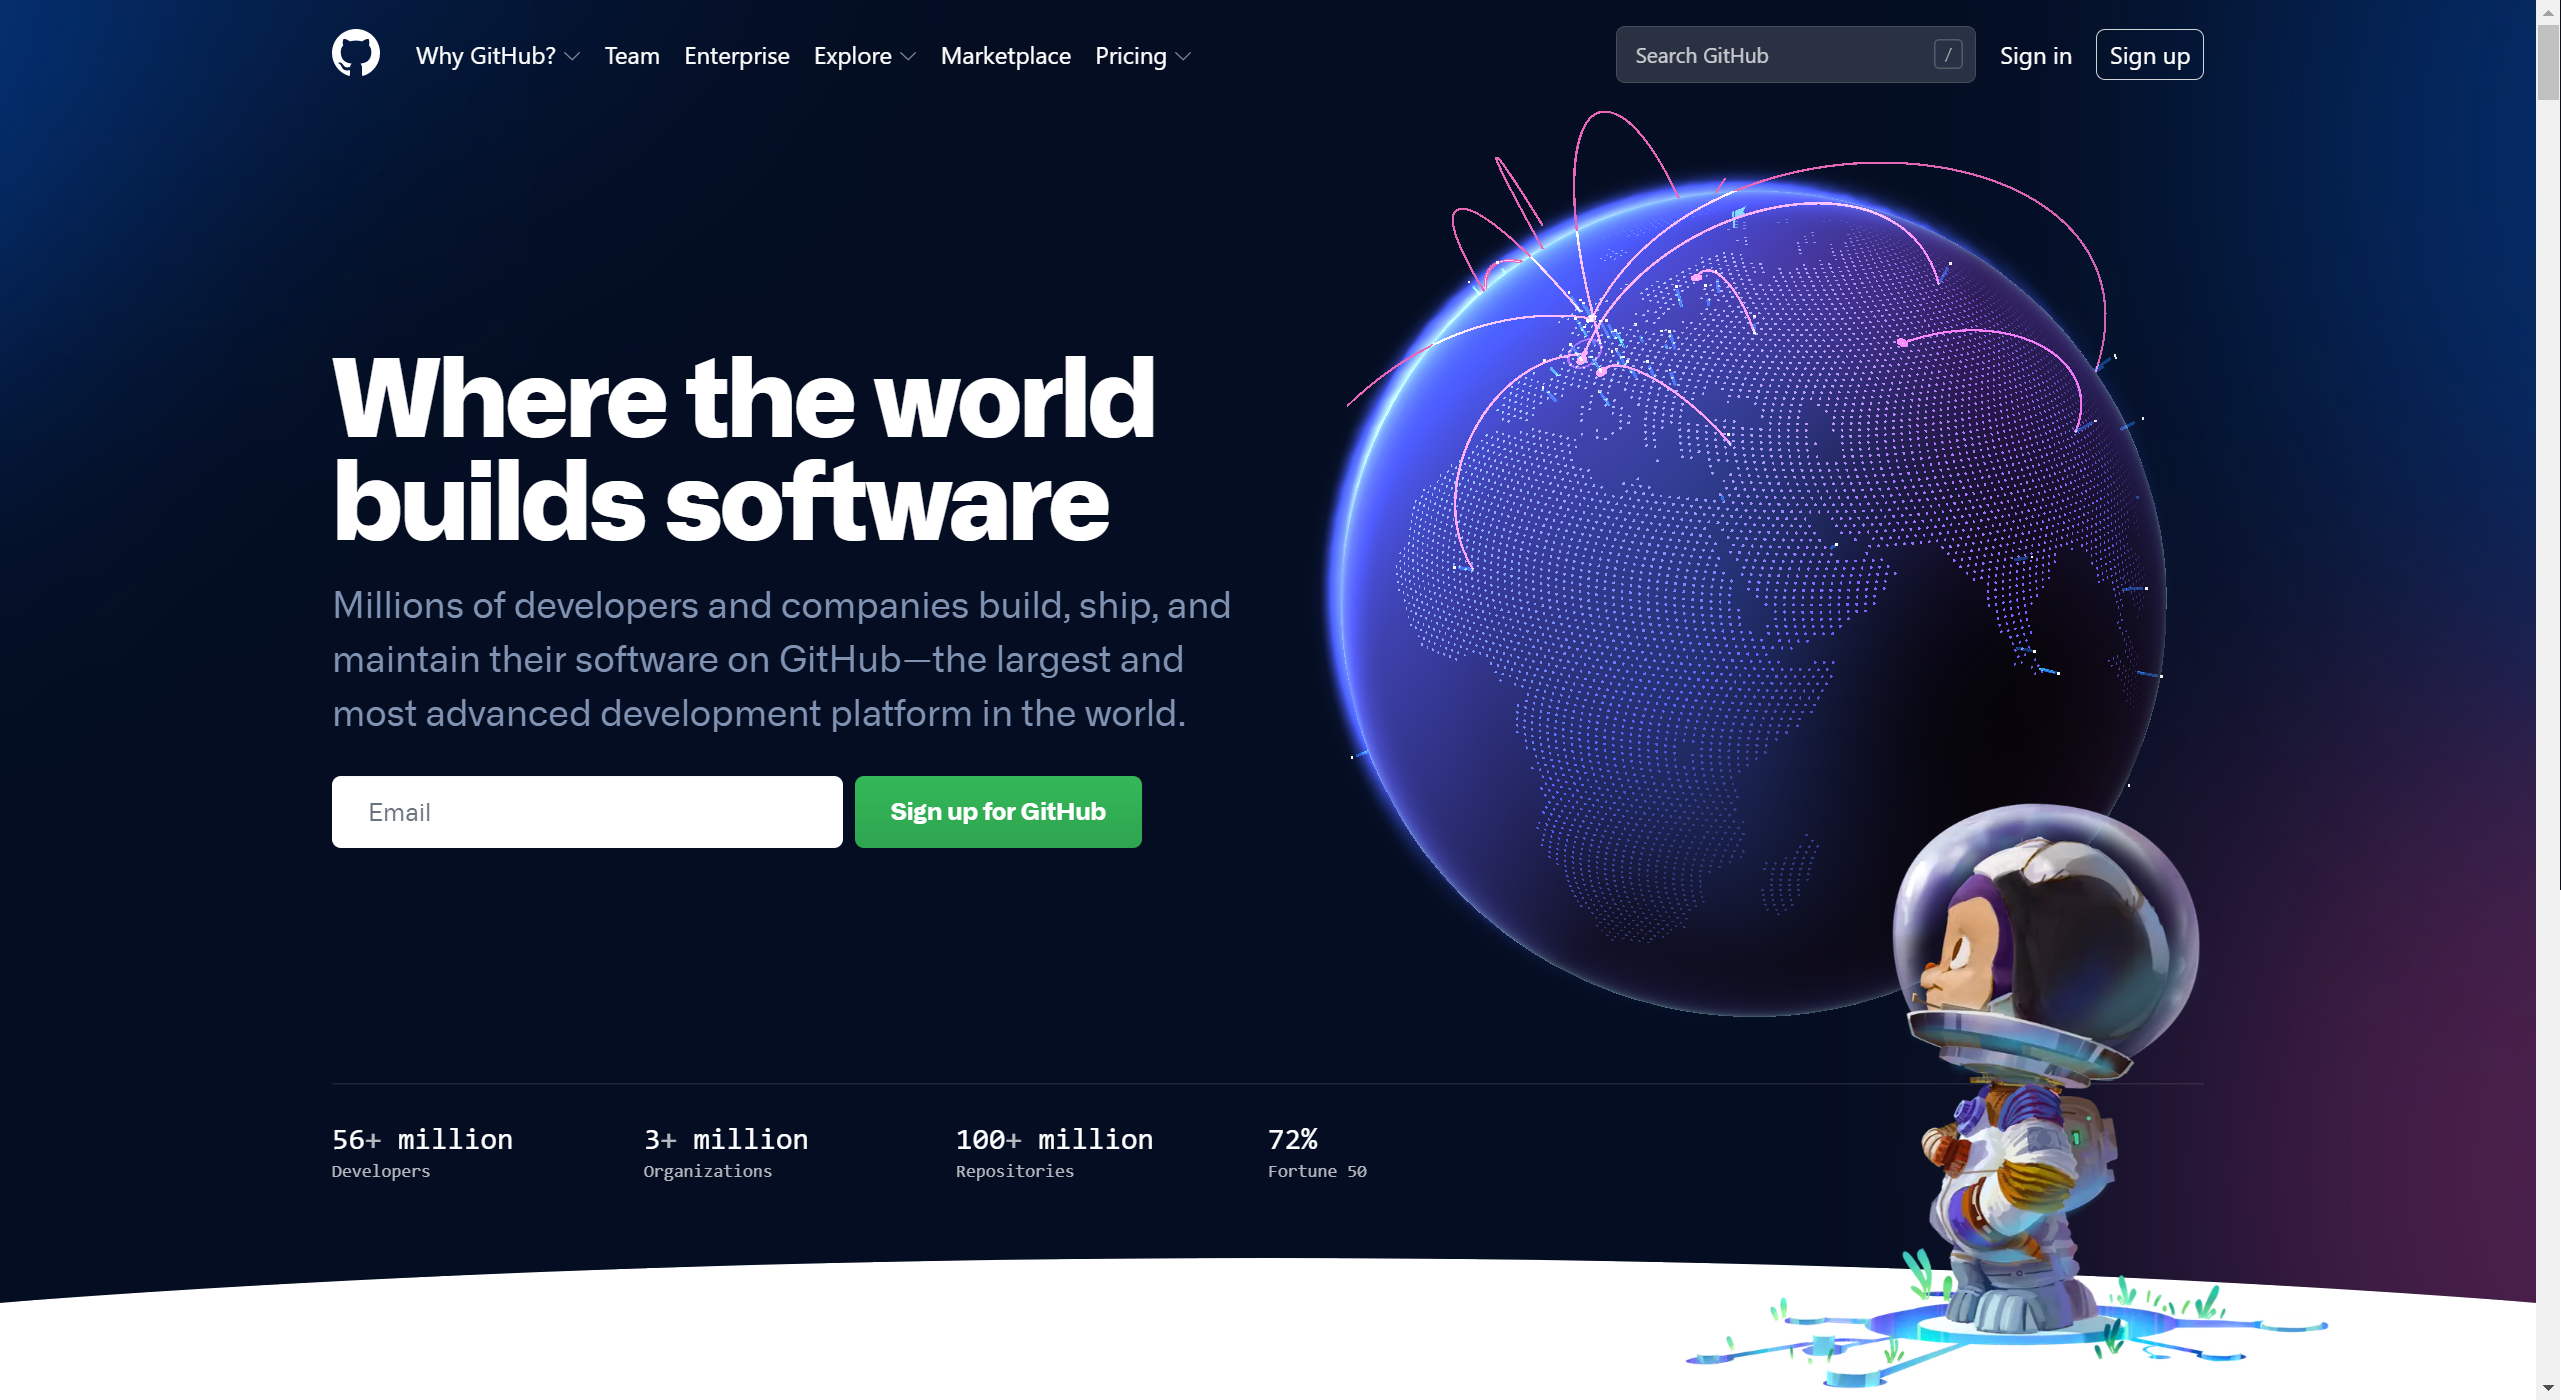 Why GitHub? Team Enterprise Explore Marketplace Pricing Search GitHub / Sign in Sign up
Where the world
builds software
Millions of developers and companies build, ship, and
maintain their software on GitHub—the largest and
most advanced development platform in the world.
Email Sign up for GitHub
56+ million 3+ million 100+ million 72%
Developers Organizations Repositories Fortune 50